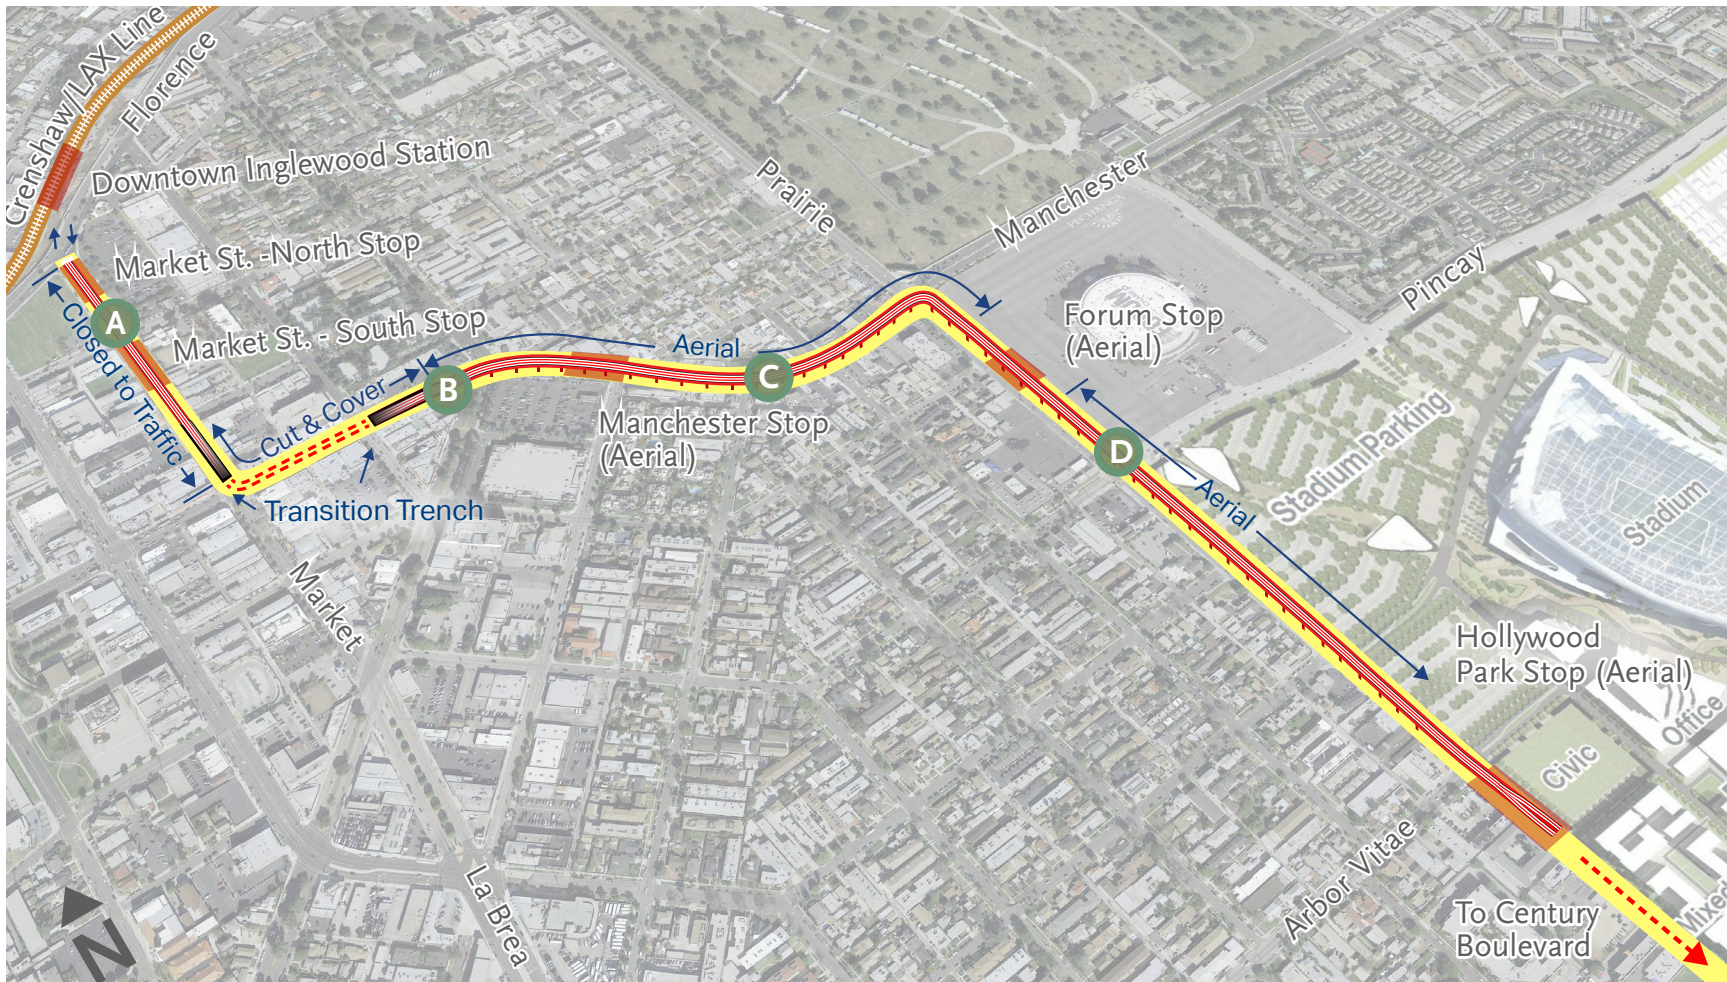 Crenshaw/LAX Line
Florence
Downtown Inglewood Station
Market St. -North Stop
A
Closed to Traffic
Market St. - South Stop
Cut & Cover
Transition Trench
B
Aerial
C
Manchester Stop
(Aerial)
Prairie
Manchester
Forum Stop
(Aerial)
Pincay
D
Aerial
Stadium Parking
Stadium
Market
La Brea
Hollywood
Park Stop (Aerial)
Office
Civic
Arbor Vitae
Mixed
To Century
Boulevard
N